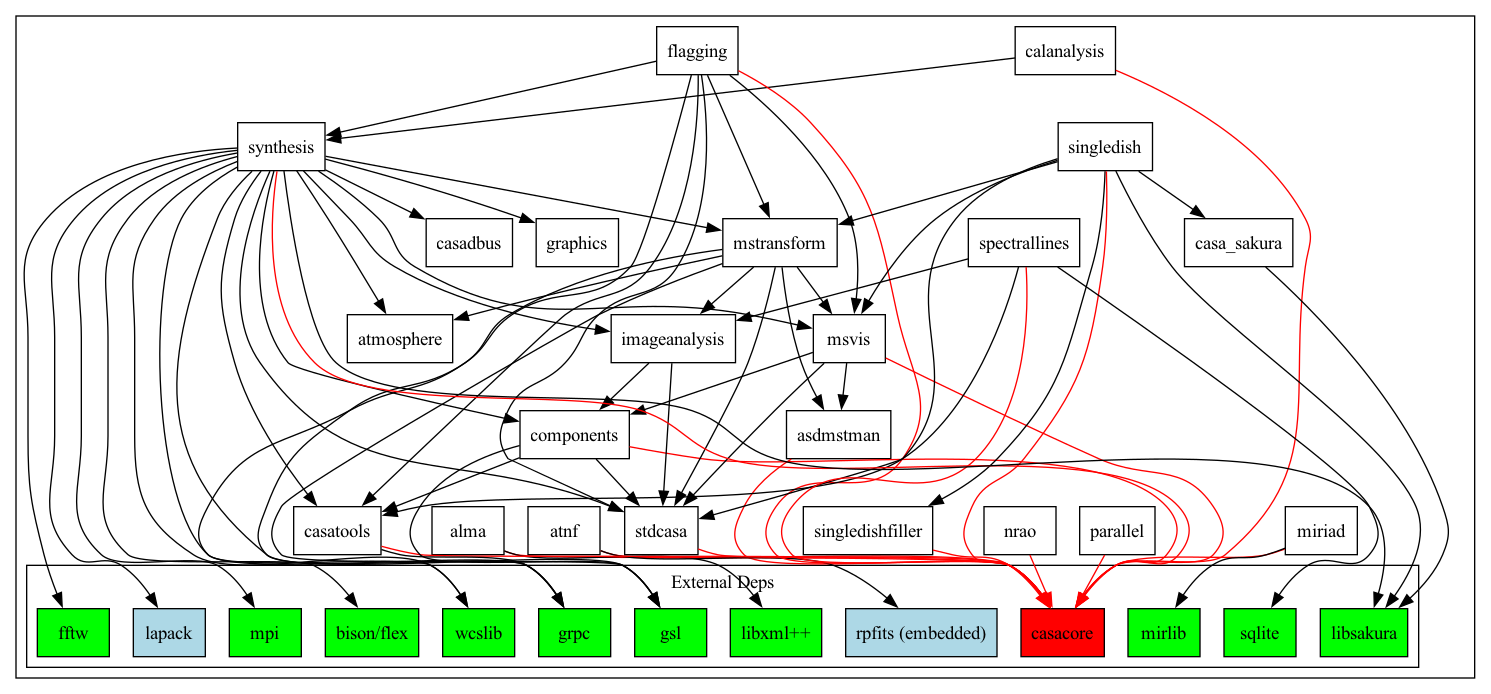 flagging
calanalysis
synthesis
singledish
casadbus
graphics
mstransform
spectrallines
casa_sakura
atmosphere
imageanalysis
msvis
components
asdmstman
casatools
alma
atnf
stdcasa
singledishfiller
nrao
parallel
miriad
External Deps
fftw
lapack
mpi
bison/flex
wcslib
grpc
gsl
libxml++
rpfits (embedded)
casacore
mirlib
sqlite
libsakura